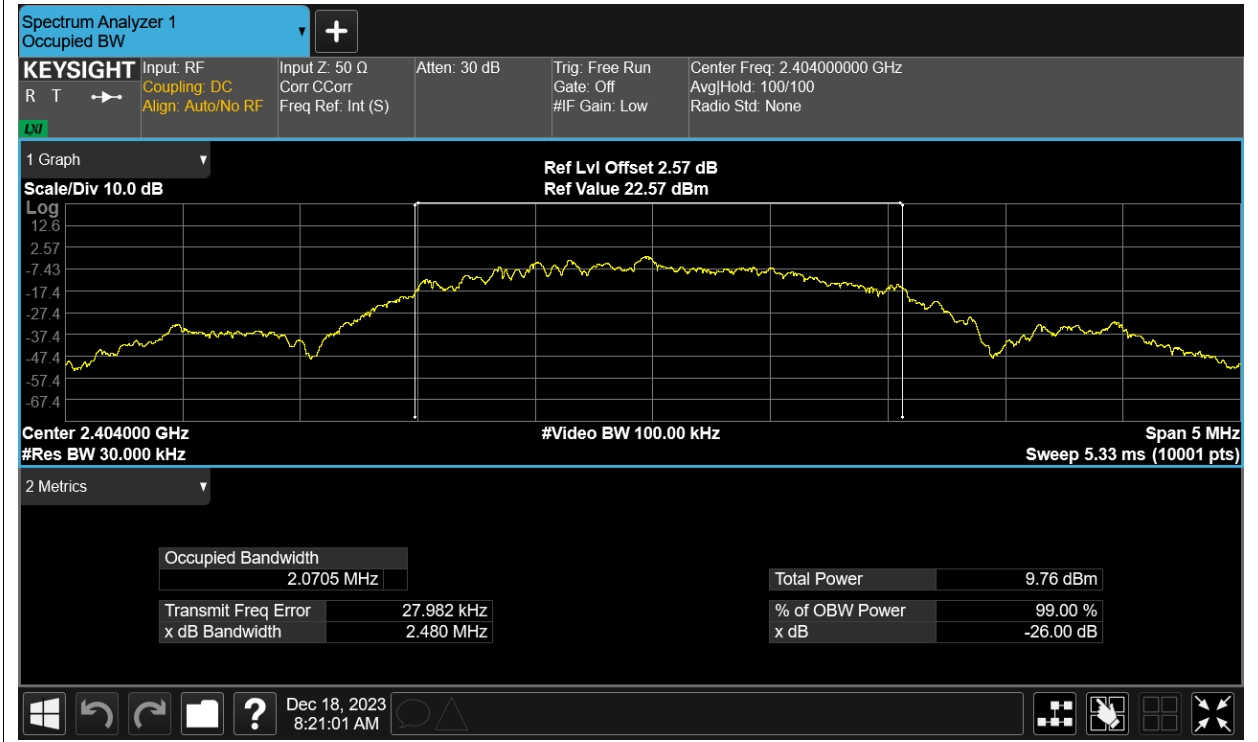 Spectrum Analyzer 1
Occupied BW
KEYSIGHT
R T
LXI
Input: RF
Coupling: DC
Align: Auto/No RF
Input Z: 50 Ω
Corr CCorr
Freq Ref: Int (S)
Atten: 30 dB
Trig: Free Run
Gate: Off
#IF Gain: Low
Center Freq: 2.404000000 GHz
Avg|Hold: 100/100
Radio Std: None
1 Graph
Scale/Div 10.0 dB
Ref Lvl Offset 2.57 dB
Ref Value 22.57 dBm
Log
12.6
2.57
-7.43
-17.4
-27.4
-37.4
-47.4
-57.4
-67.4
Center 2.404000 GHz
#Video BW 100.00 kHz
Span 5 MHz
#Res BW 30.000 kHz
Sweep 5.33 ms (10001 pts)
2 Metrics
Occupied Bandwidth
2.0705 MHz
Total Power 9.76 dBm
Transmit Freq Error 27.982 kHz
% of OBW Power 99.00 %
x dB Bandwidth 2.480 MHz
x dB -26.00 dB
?
Dec 18, 2023
8:21:01 AM